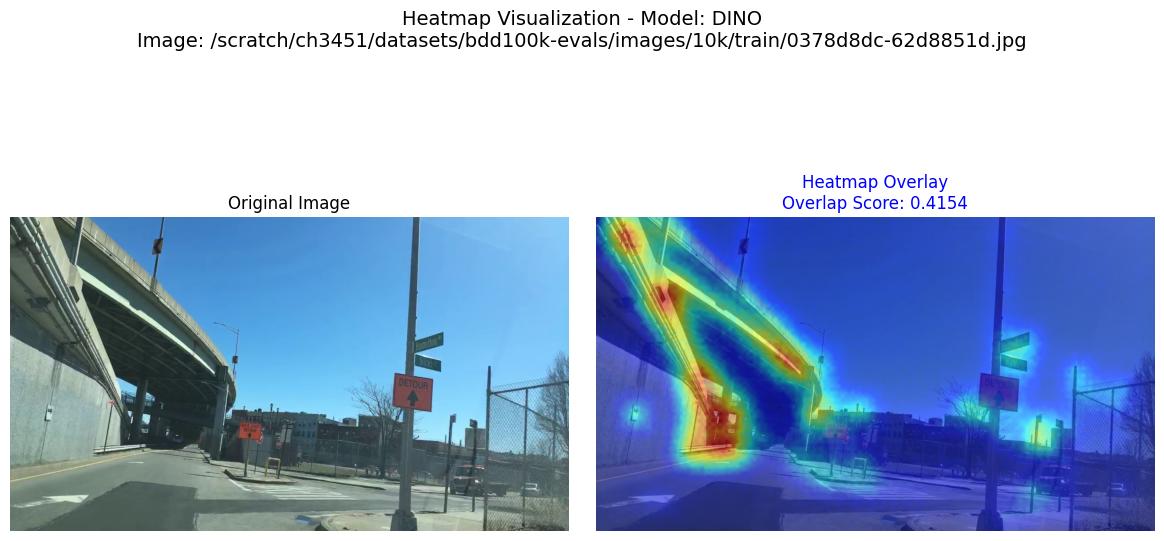 Heatmap Visualization - Model: DINO
Image: /scratch/ch3451/datasets/bdd100k-evals/images/10k/train/0378d8dc-62d8851d.jpg
Original Image
Heatmap Overlay
Overlap Score: 0.4154
DETOUR
DETOUR